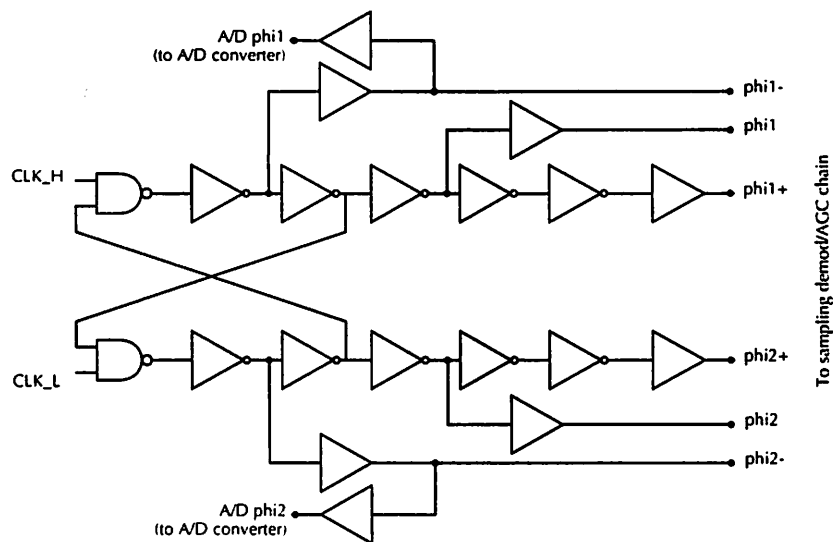 A/D phi1
(to A/D converter)
phi1-
phi1
CLK_H
phi1+
To sampling demod/AGC chain
phi2+
CLK_L
phi2
phi2-
A/D phi2
(to A/D converter)